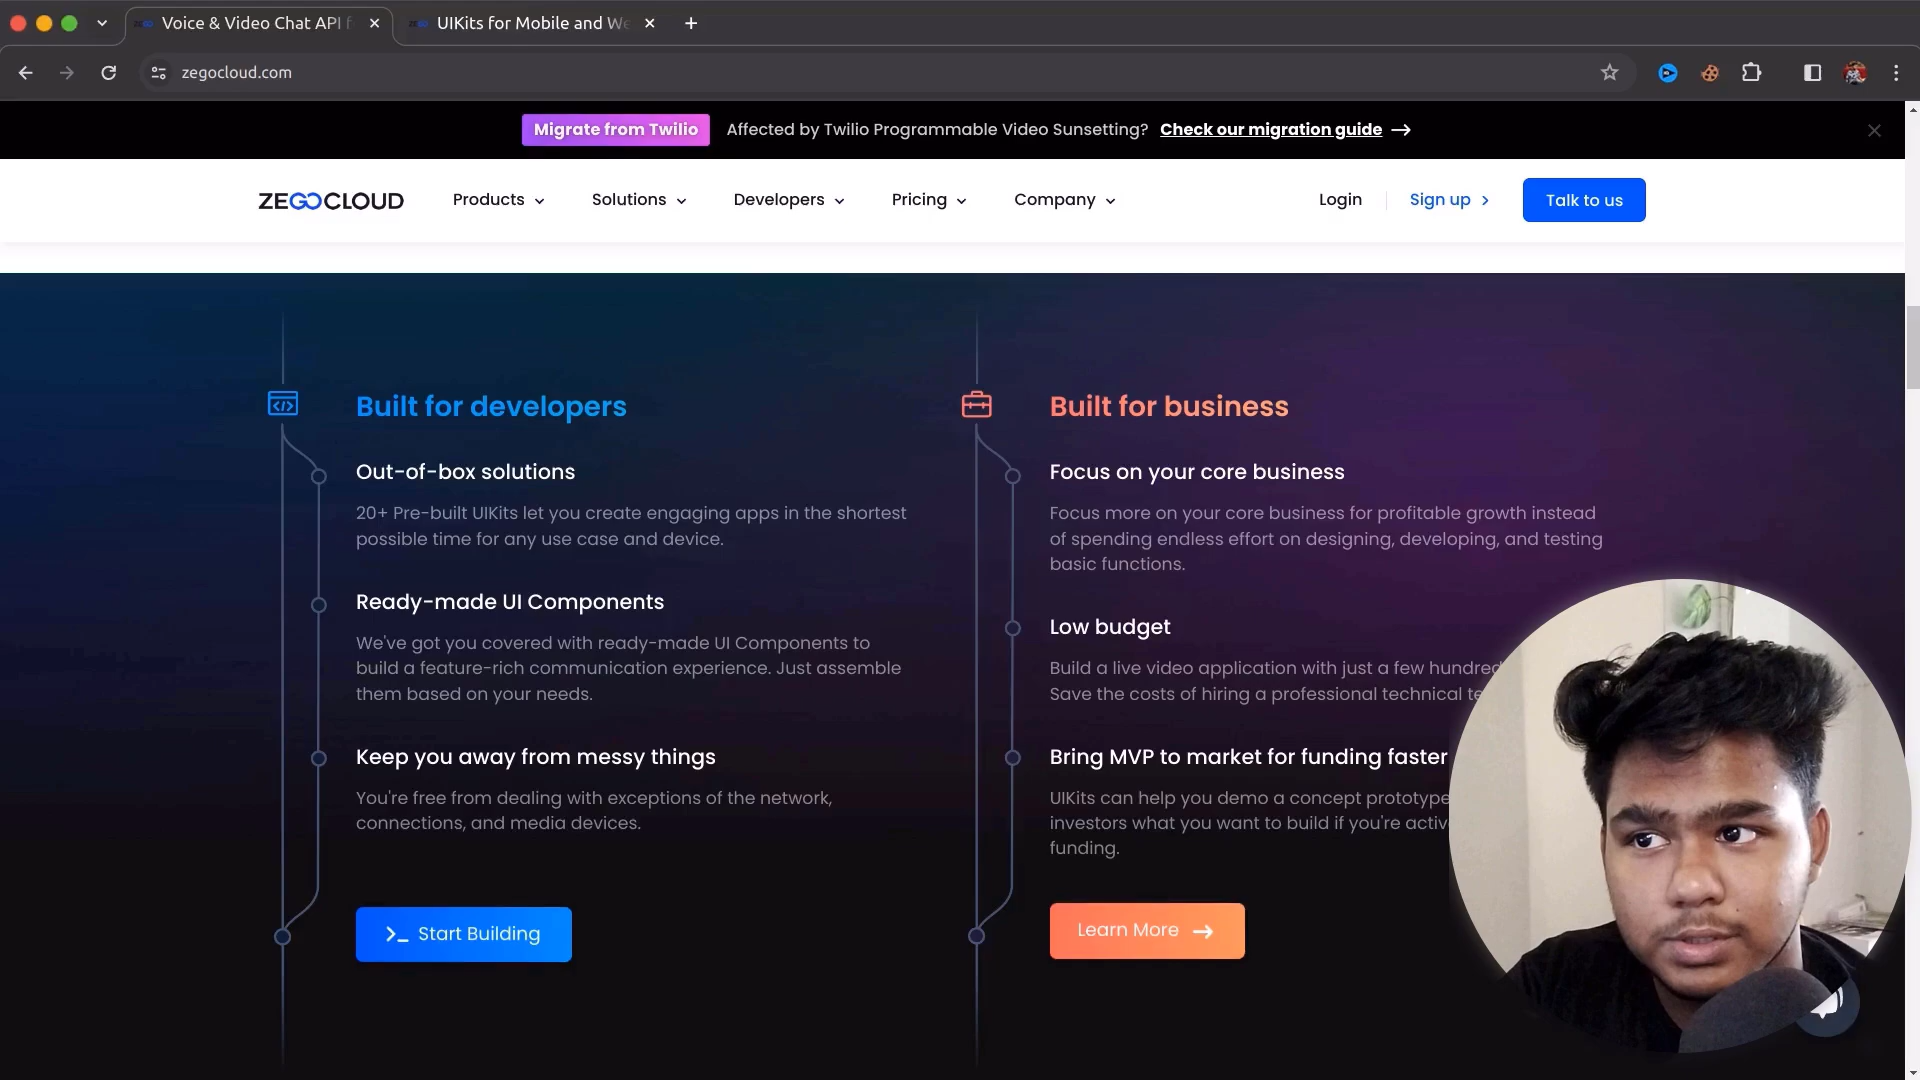 Voice & Video Chat API f
UIKits for Mobile and We
zegocloud.com
Migrate from Twilio Affected by Twilio Programmable Video Sunsetting? Check our migration guide
ZEGOCLOUD Products Solutions Developers Pricing Company Login Sign up Talk to us
Built for developers
Out-of-box solutions
20+ Pre-built UIKits let you create engaging apps in the shortest
possible time for any use case and device.
Ready-made UI Components
We've got you covered with ready-made UI Components to
build a feature-rich communication experience. Just assemble
them based on your needs.
Keep you away from messy things
You're free from dealing with exceptions of the network,
connections, and media devices.
Start Building
Built for business
Focus on your core business
Focus more on your core business for profitable growth instead
of spending endless effort on designing, developing, and testing
basic functions.
Low budget
Build a live video application with just a few hundred
Save the costs of hiring a professional technical
Bring MVP to market for funding faster
UIKits can help you demo a concept prototype
investors what you want to build if you're
funding.
Learn More